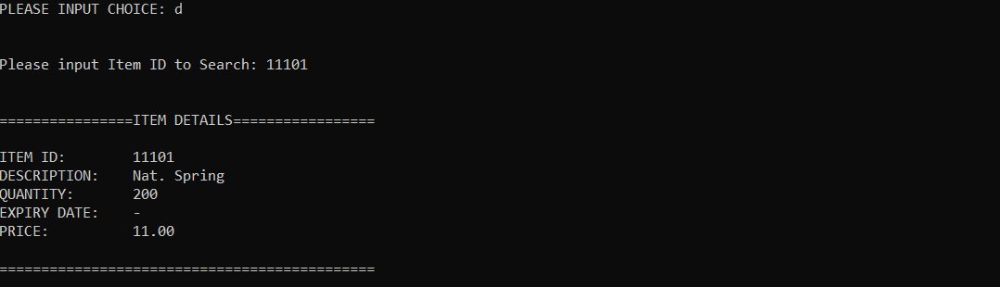 PLEASE INPUT CHOICE: d
Please input Item ID to Search: 11101
================ITEM DETAILS=================
ITEM ID:        11101
DESCRIPTION:    Nat. Spring
QUANTITY:       200
EXPIRY DATE:    -
PRICE:          11.00
=============================================